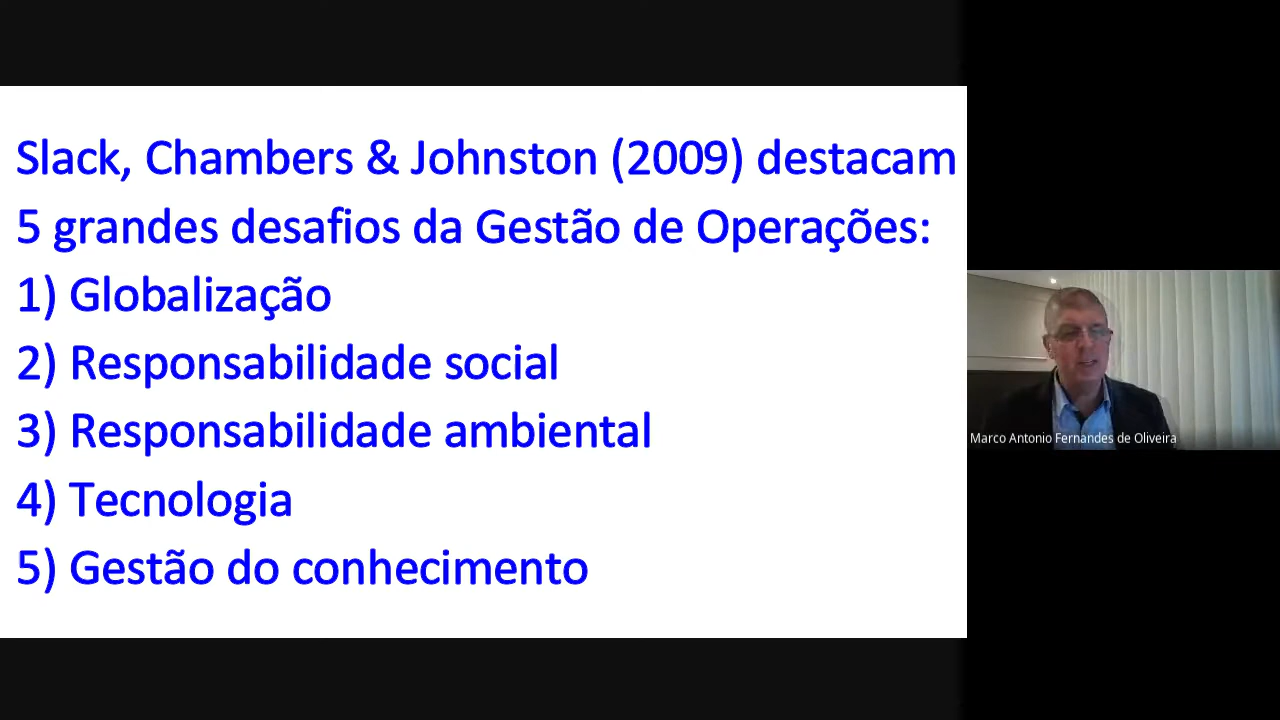 Slack, Chambers & Johnston (2009) destacam
5 grandes desafios da Gestão de Operações:
1) Globalização
2) Responsabilidade social
3) Responsabilidade ambiental
4) Tecnologia
5) Gestão do conhecimento
Marco Antonio Fernandes de Oliveira